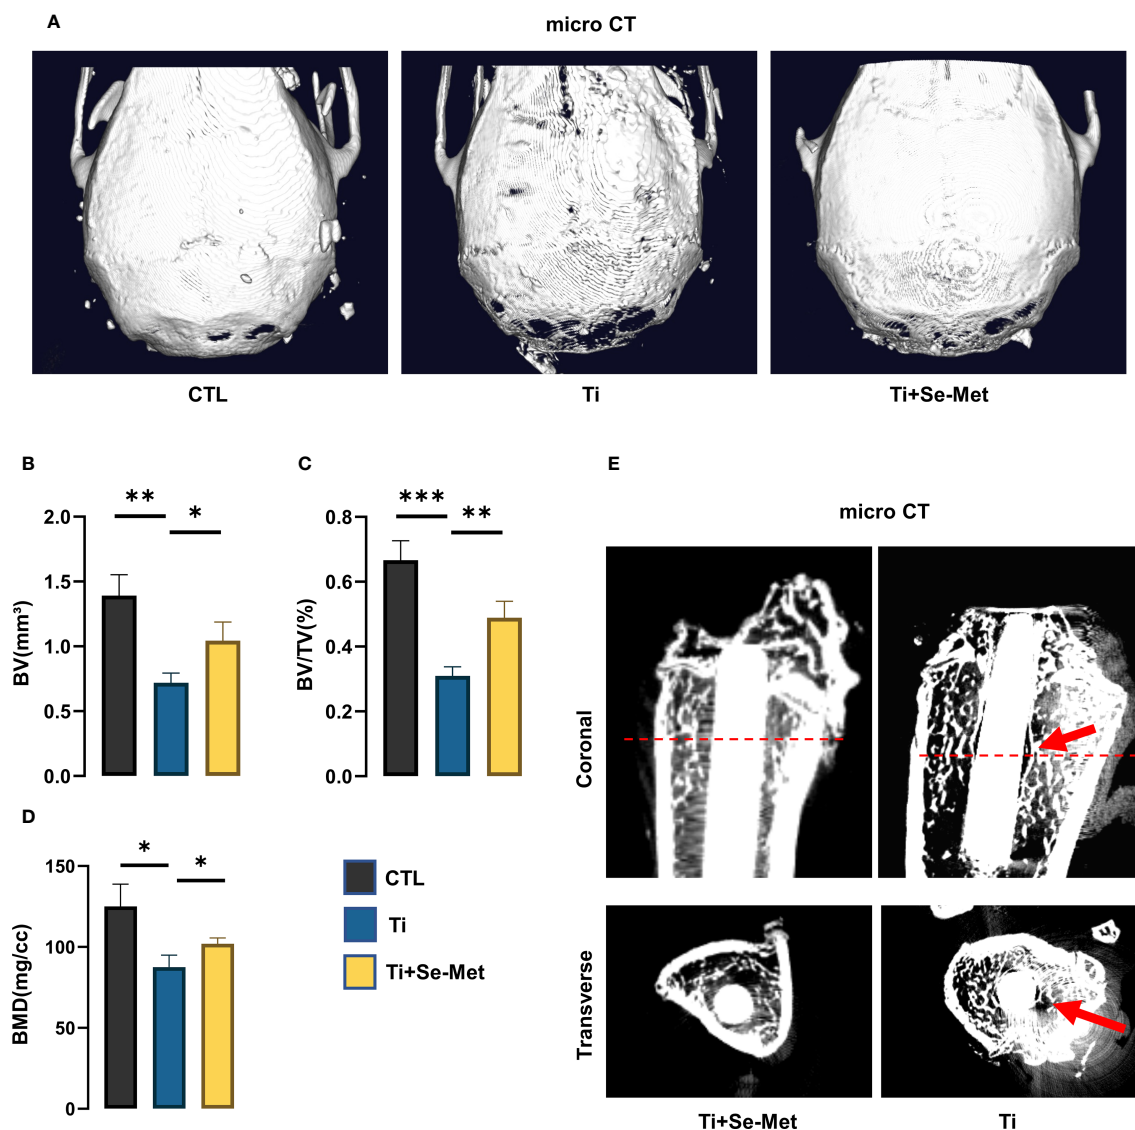 A
micro CT
CTL
Ti
Ti+Se-Met
B
C
E
** *
*** **
micro CT
2.0
1.5
1.0
0.5
0.0
BV(mm³)
0.8
0.6
0.4
0.2
0.0
BV/TV(%)
Coronal
D
* *
150
100
50
0
BMD(mg/cc)
CTL
Ti
Ti+Se-Met
Transverse
Ti+Se-Met
Ti